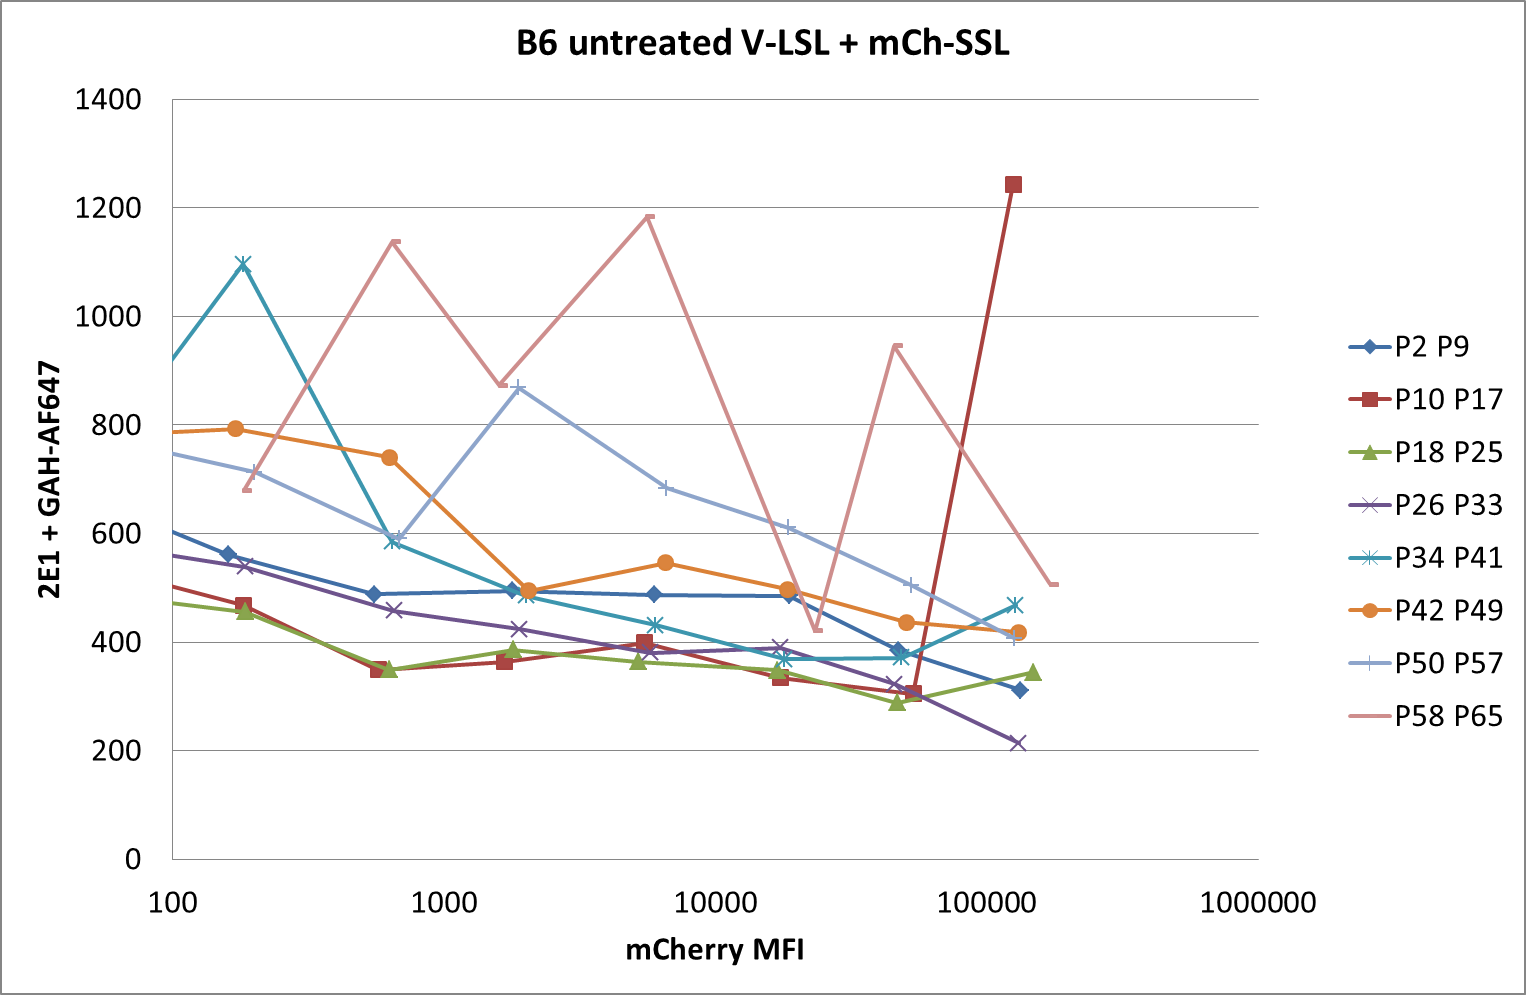 B6 untreated V-LSL + mCh-SSL
1400
1200
1000
800
600
400
200
0
2E1 + GAH-AF647
100 1000 10000 100000 1000000
mCherry MFI
P2 P9
P10 P17
P18 P25
P26 P33
P34 P41
P42 P49
P50 P57
P58 P65